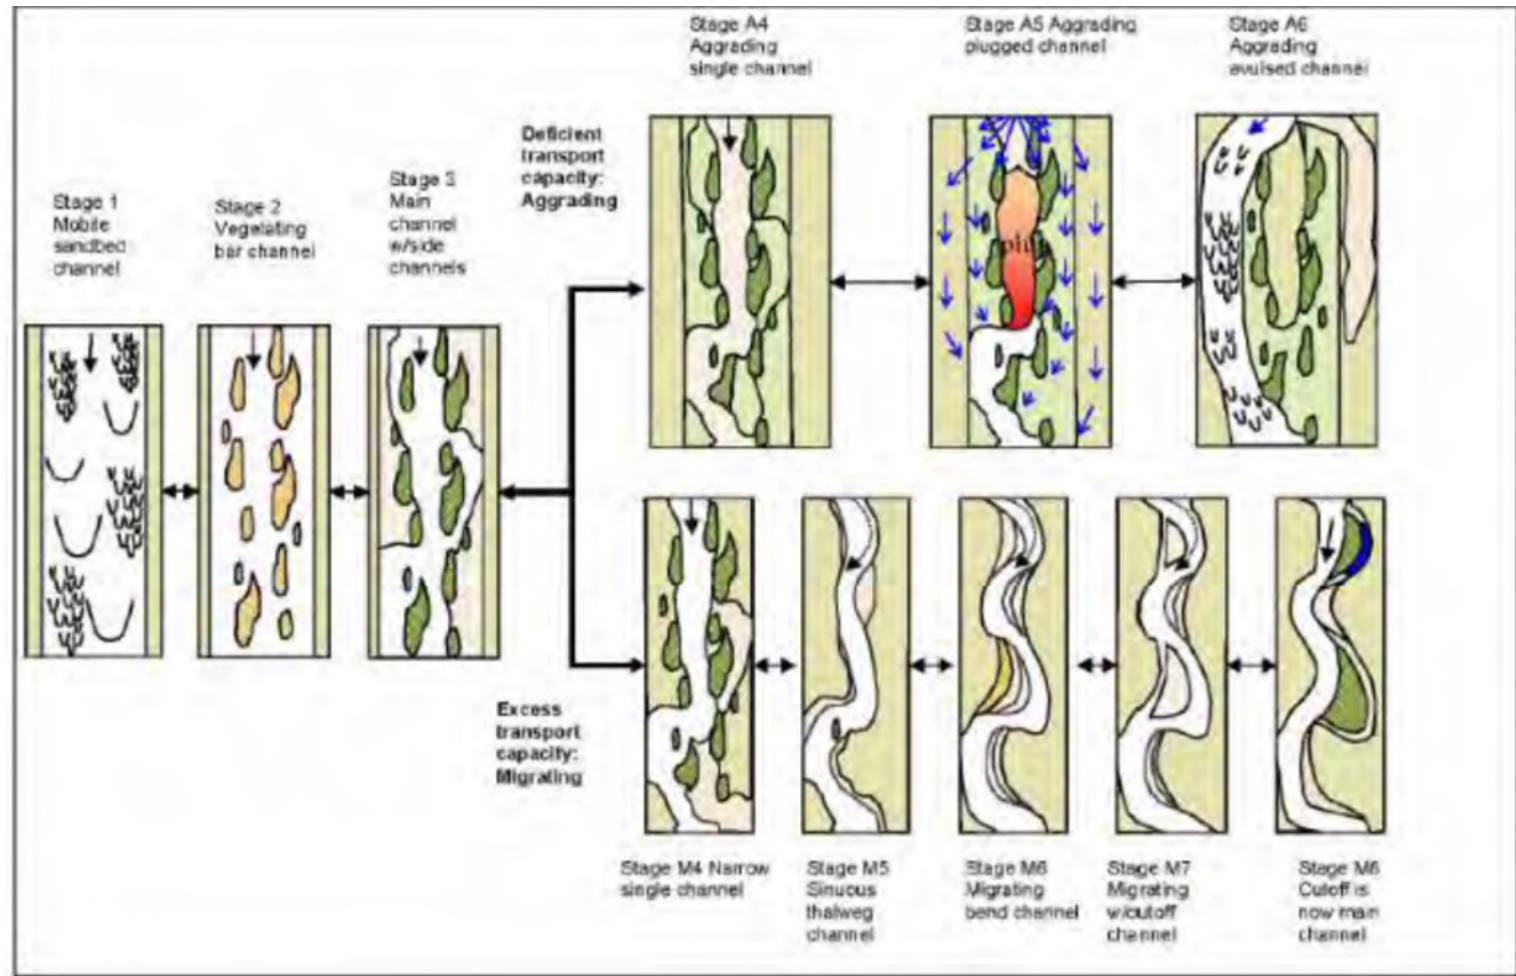 Stage 1
Mobile
sandbed
channel
Stage 2
Vegetating
bar channel
Stage 3
Main
channel
w/side
channels
Deficient
transport
capacity:
Aggrading
Stage A4
Aggrading
single channel
Stage A5 Aggrading
plugged channel
plug
Stage A6
Aggrading
avulsed channel
Excess
transport
capacity:
Migrating
Stage M4 Narrow
single channel
Stage M5
Sinuous
thalweg
channel
Stage M6
Migrating
bend channel
Stage M7
Migrating
w/cutoff
channel
Stage M8
Cutoff is
now main
channel